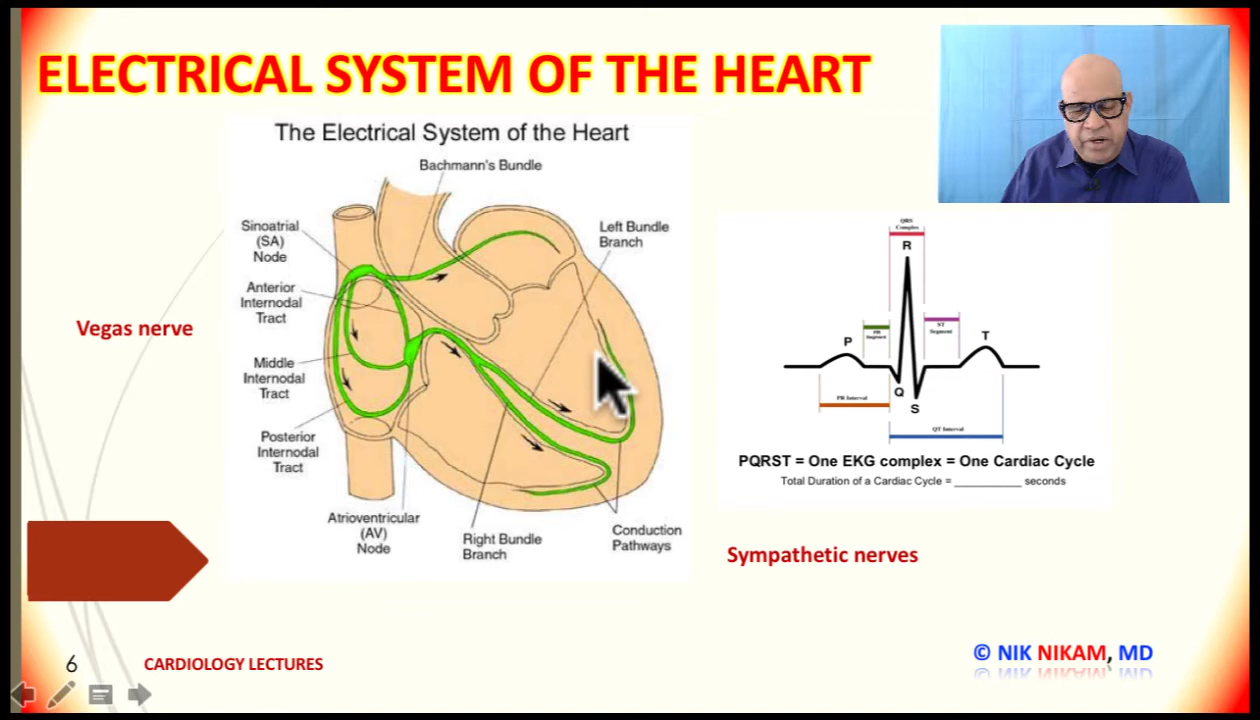 ELECTRICAL SYSTEM OF THE HEART
The Electrical System of the Heart
Bachmann's Bundle
Sinoatrial
(SA)
Node
Anterior
Internodal
Tract
Middle
Internodal
Tract
Posterior
Internodal
Tract
Atrioventricular
(AV)
Node
Right Bundle
Branch
Left Bundle
Branch
Conduction
Pathways
Vegas nerve
QRS
Complex
R
PR
Segment
ST
Segment
P
T
Q
S
PR Interval
QT Interval
PQRST = One EKG complex = One Cardiac Cycle
Total Duration of a Cardiac Cycle = ____________ seconds
Sympathetic nerves
6
CARDIOLOGY LECTURES
© NIK NIKAM, MD